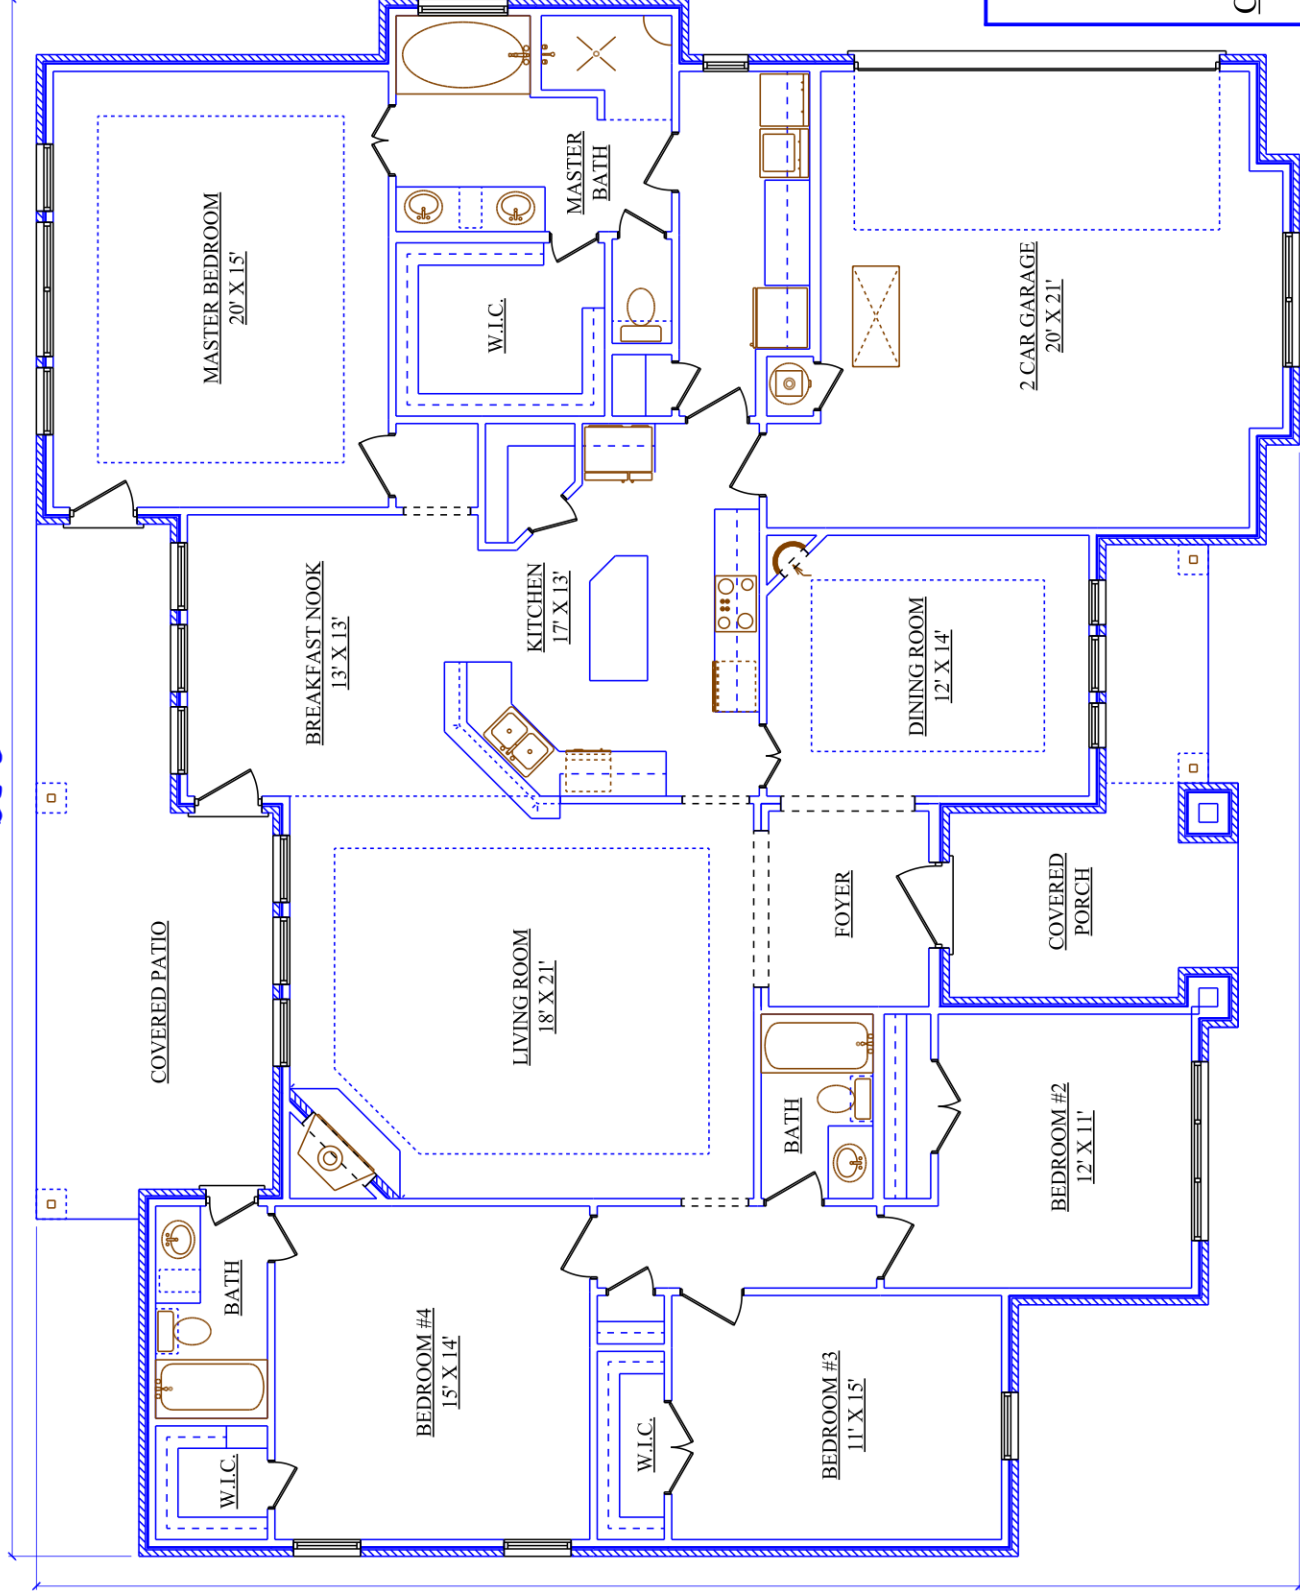 MASTER BEDROOM
20' X 15'
MASTER
BATH
W.I.C.
2 CAR GARAGE
20' X 21'
BREAKFAST NOOK
13' X 13'
KITCHEN
17' X 13'
DINING ROOM
12' X 14'
COVERED PATIO
LIVING ROOM
18' X 21'
FOYER
COVERED
PORCH
BATH
BEDROOM #2
12' X 11'
BATH
BEDROOM #4
15' X 14'
W.I.C.
W.I.C.
BEDROOM #3
11' X 15'